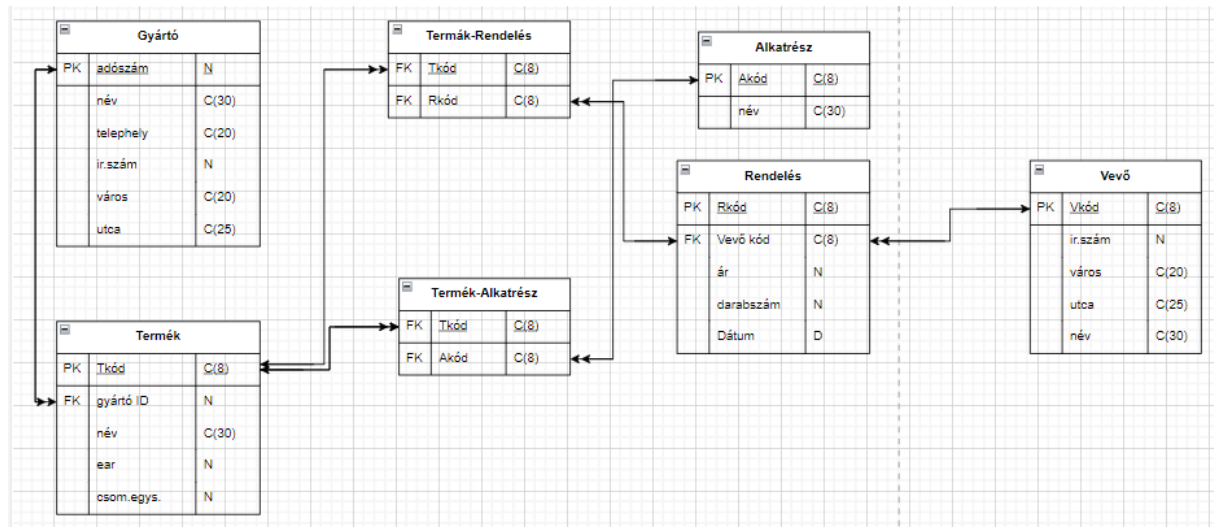 Gyártó
PK adószám N
név C(30)
telephely C(20)
ir.szám N
város C(20)
utca C(25)
Termák-Rendelés
FK Tkód C(8)
FK Rkód C(8)
Alkatrész
PK Akód C(8)
név C(30)
Rendelés
PK Rkód C(8)
FK Vevő kód C(8)
ár N
darabszám N
Dátum D
Vevő
PK Vkód C(8)
ir.szám N
város C(20)
utca C(25)
név C(30)
Termék-Alkatrész
FK Tkód C(8)
FK Akód C(8)
Termék
PK Tkód C(8)
FK gyártó ID N
név C(30)
ear N
csom.egys. N